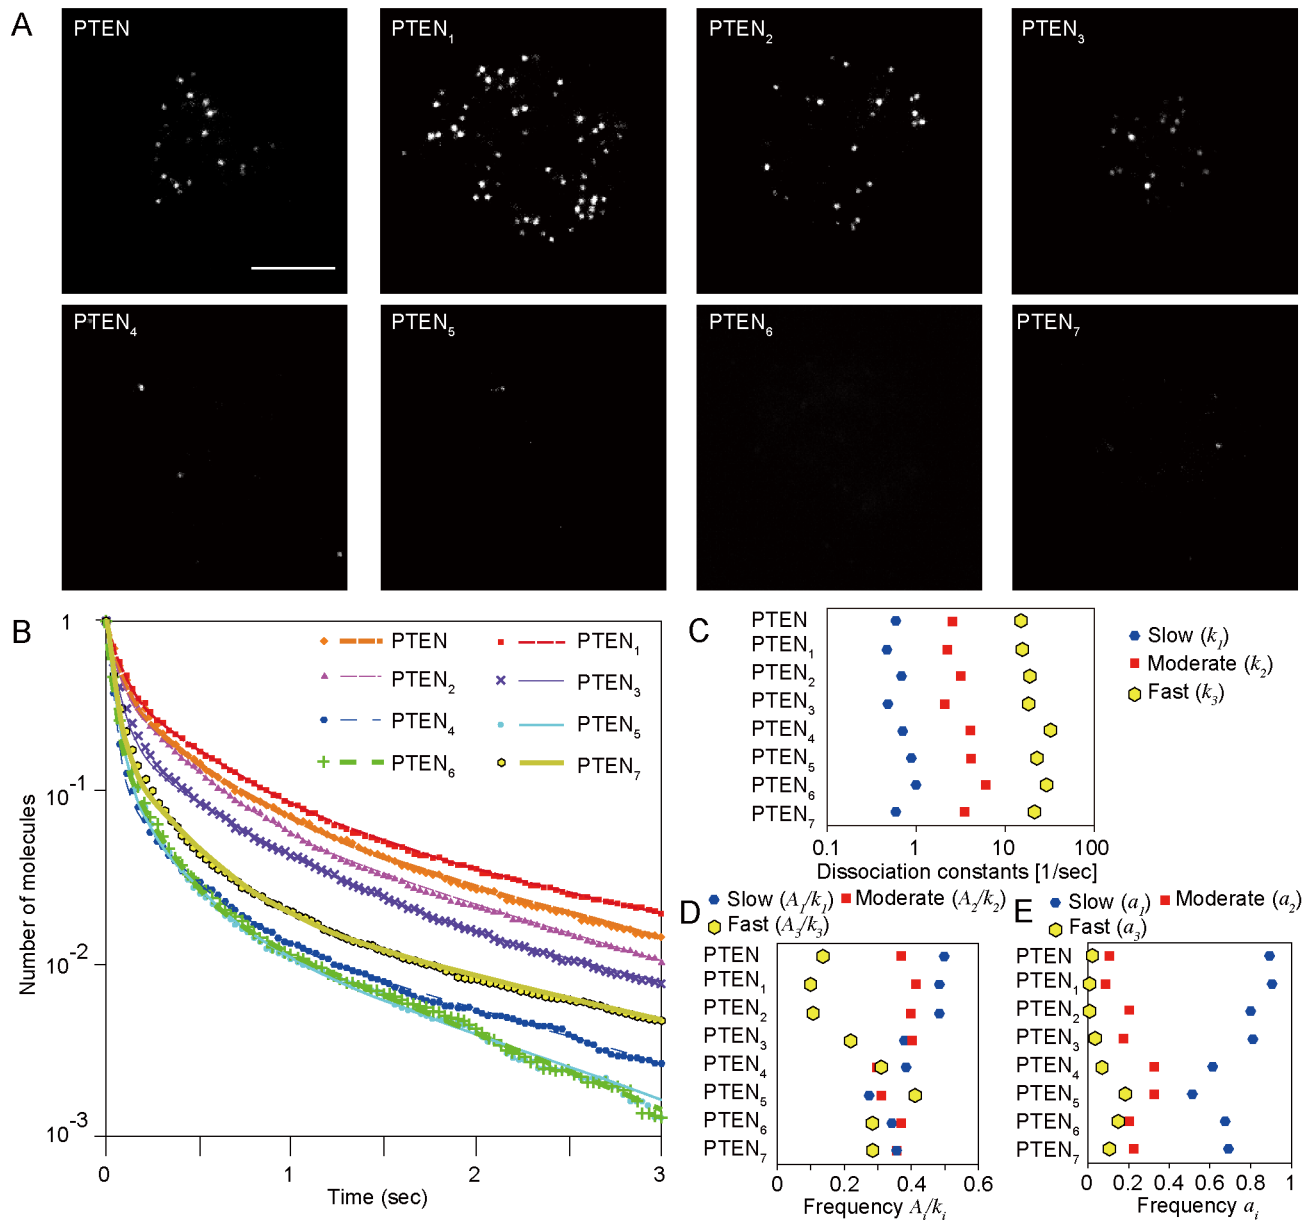 A
PTEN
PTEN₁
PTEN₂
PTEN₃
PTEN₄
PTEN₅
PTEN₆
PTEN₇
B
Number of molecules
1
10⁻¹
10⁻²
10⁻³
0
1
2
3
Time (sec)
PTEN
PTEN₁
PTEN₂
PTEN₃
PTEN₄
PTEN₅
PTEN₆
PTEN₇
C
PTEN
PTEN₁
PTEN₂
PTEN₃
PTEN₄
PTEN₅
PTEN₆
PTEN₇
0.1
1
10
100
Dissociation constants [1/sec]
Slow (k₁)
Moderate (k₂)
Fast (k₃)
D
Slow (A₁/k₁)
Moderate (A₂/k₂)
Fast (A₃/k₃)
PTEN
PTEN₁
PTEN₂
PTEN₃
PTEN₄
PTEN₅
PTEN₆
PTEN₇
0
0.2
0.4
0.6
Frequency Aᵢ/kᵢ
E
Slow (a₁)
Moderate (a₂)
Fast (a₃)
PTEN
PTEN₁
PTEN₂
PTEN₃
PTEN₄
PTEN₅
PTEN₆
PTEN₇
0
0.2
0.4
0.6
0.8
1
Frequency aᵢ